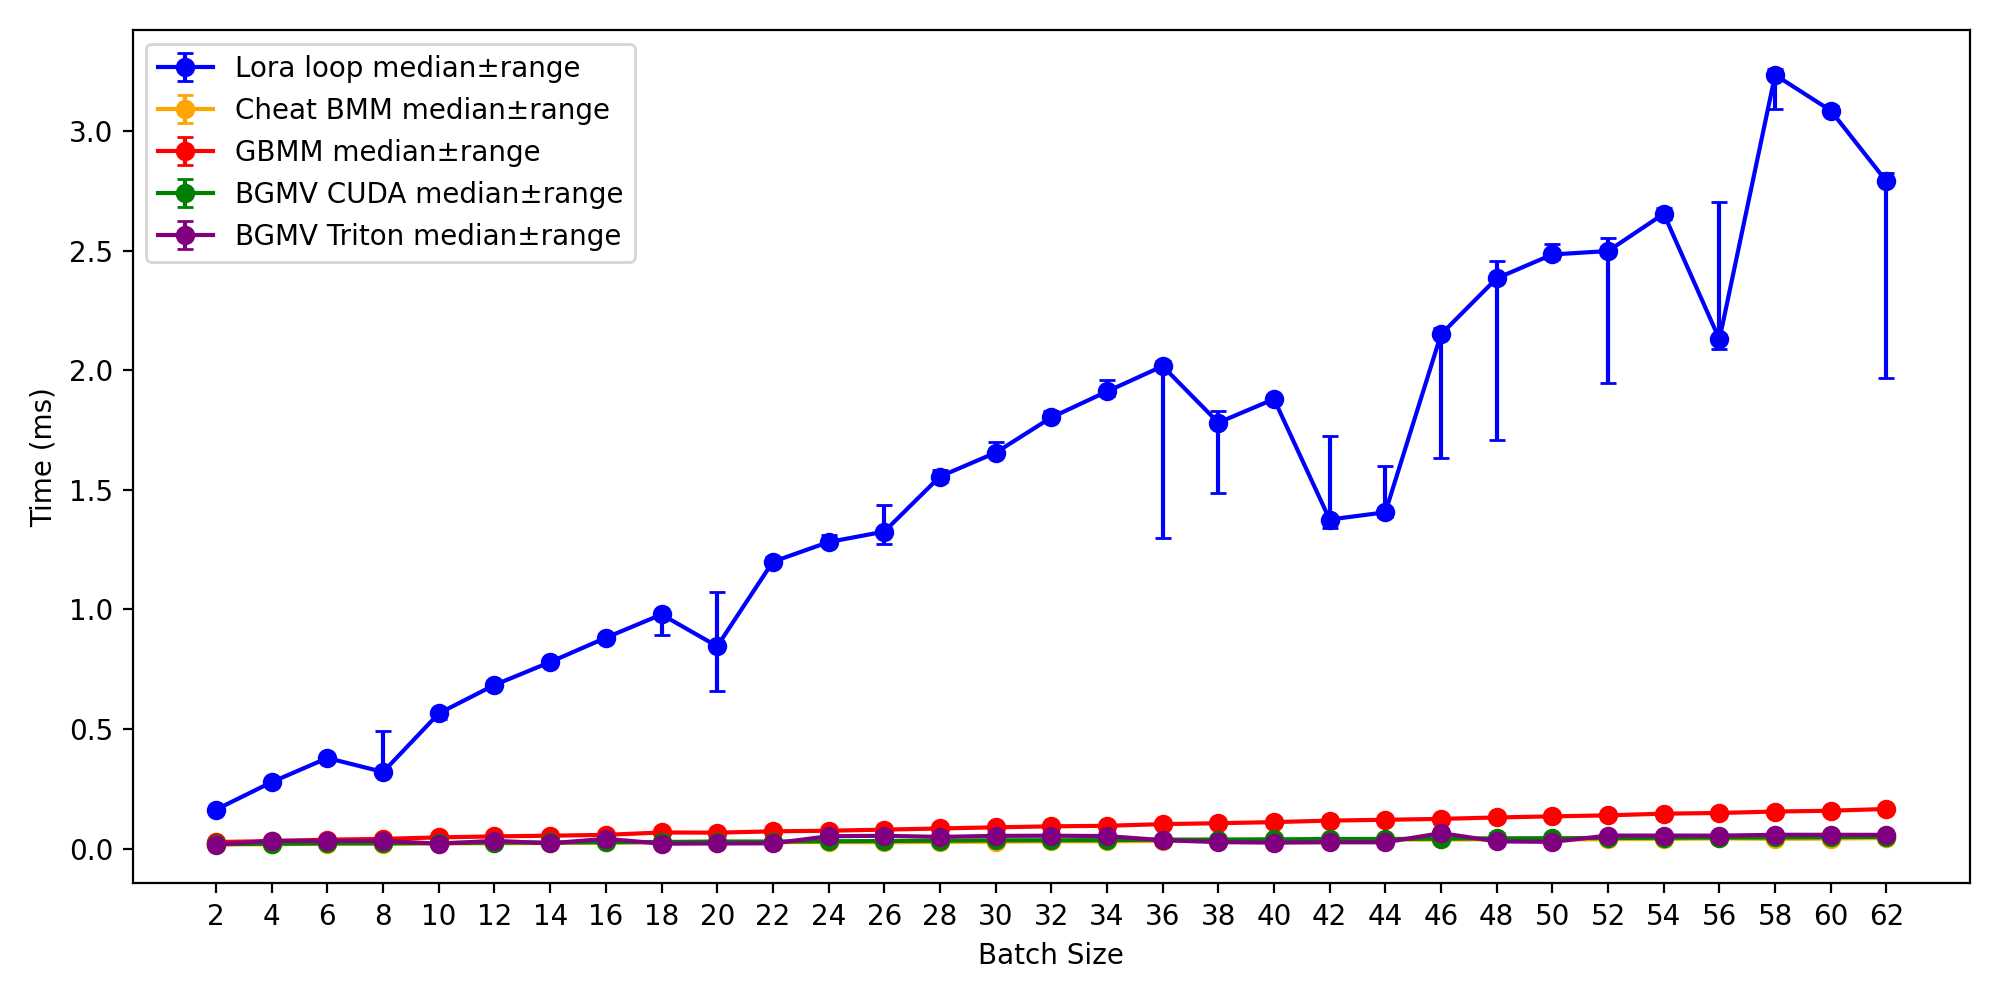 Lora loop median±range
Cheat BMM median±range
GBMM median±range
BGMV CUDA median±range
BGMV Triton median±range
3.0
2.5
2.0
1.5
1.0
0.5
0.0
Time (ms)
2 4 6 8 10 12 14 16 18 20 22 24 26 28 30 32 34 36 38 40 42 44 46 48 50 52 54 56 58 60 62
Batch Size